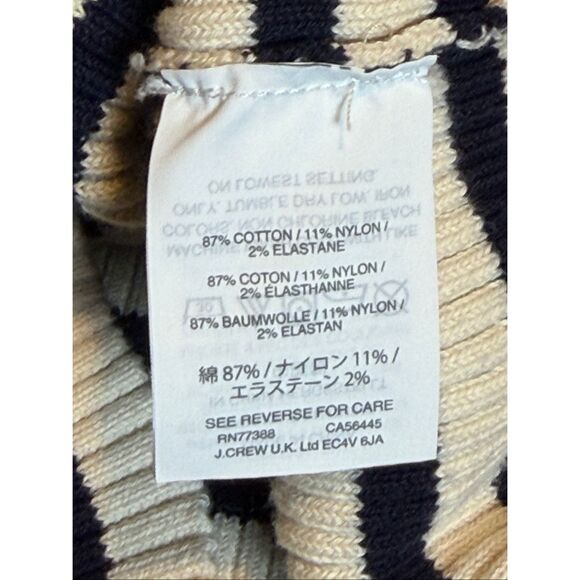 87% COTTON / 11% NYLON /
2% ELASTANE
87% COTON / 11% NYLON /
2% ÉLASTHANNE
87% BAUMWOLLE / 11% NYLON /
2% ELASTAN
綿 87% / ナイロン 11% /
エラステーン 2%
SEE REVERSE FOR CARE
RN77388 CA56445
J.CREW U.K. Ltd EC4V 6JA